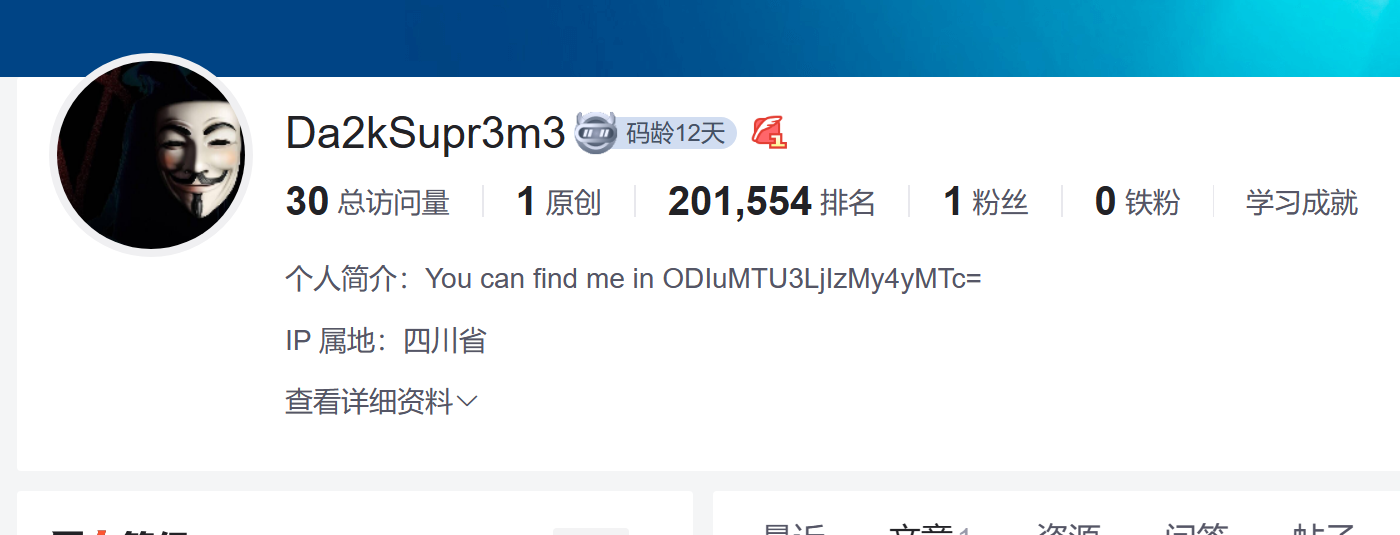 Da2kSupr3m3 码龄12天 1
30 总访问量 1 原创 201,554 排名 1 粉丝 0 铁粉 学习成就
个人简介：You can find me in ODIuMTU3LjIzMy4yMTc=
IP 属地：四川省
查看详细资料
最近 文章 1 资源 问答 帖子